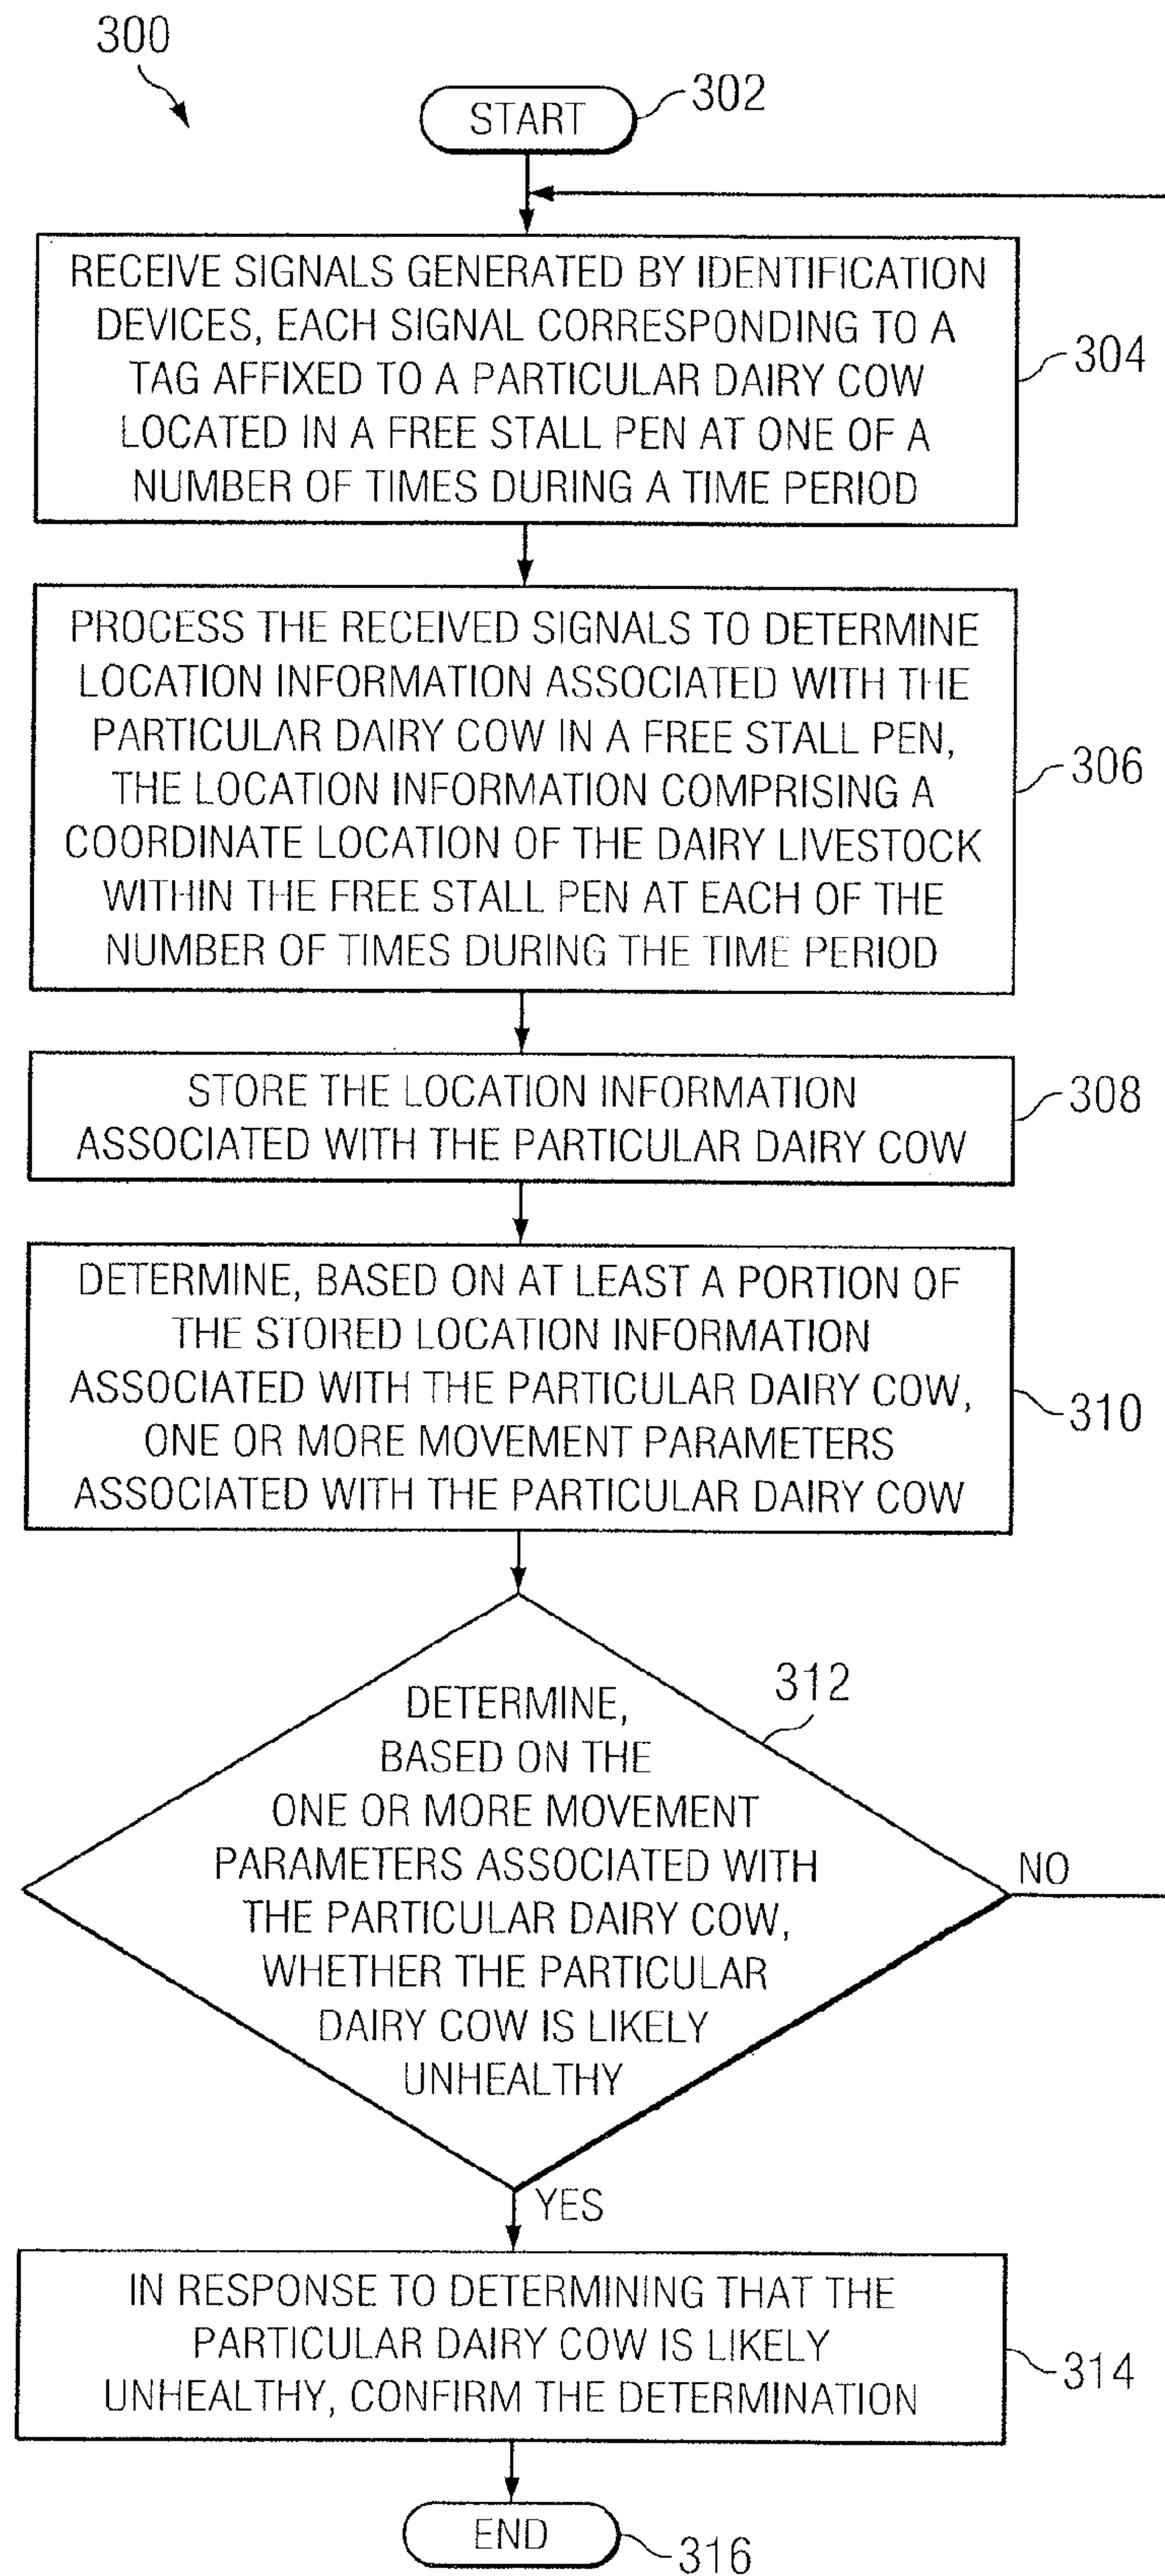 300
START
302
RECEIVE SIGNALS GENERATED BY IDENTIFICATION
DEVICES, EACH SIGNAL CORRESPONDING TO A
TAG AFFIXED TO A PARTICULAR DAIRY COW
LOCATED IN A FREE STALL PEN AT ONE OF A
NUMBER OF TIMES DURING A TIME PERIOD
304
PROCESS THE RECEIVED SIGNALS TO DETERMINE
LOCATION INFORMATION ASSOCIATED WITH THE
PARTICULAR DAIRY COW IN A FREE STALL PEN,
THE LOCATION INFORMATION COMPRISING A
COORDINATE LOCATION OF THE DAIRY LIVESTOCK
WITHIN THE FREE STALL PEN AT EACH OF THE
NUMBER OF TIMES DURING THE TIME PERIOD
306
STORE THE LOCATION INFORMATION
ASSOCIATED WITH THE PARTICULAR DAIRY COW
308
DETERMINE, BASED ON AT LEAST A PORTION OF
THE STORED LOCATION INFORMATION
ASSOCIATED WITH THE PARTICULAR DAIRY COW,
ONE OR MORE MOVEMENT PARAMETERS
ASSOCIATED WITH THE PARTICULAR DAIRY COW
310
DETERMINE,
BASED ON THE
ONE OR MORE MOVEMENT
PARAMETERS ASSOCIATED WITH
THE PARTICULAR DAIRY COW,
WHETHER THE PARTICULAR
DAIRY COW IS LIKELY
UNHEALTHY
312
NO
YES
IN RESPONSE TO DETERMINING THAT THE
PARTICULAR DAIRY COW IS LIKELY
UNHEALTHY, CONFIRM THE DETERMINATION
314
END
316